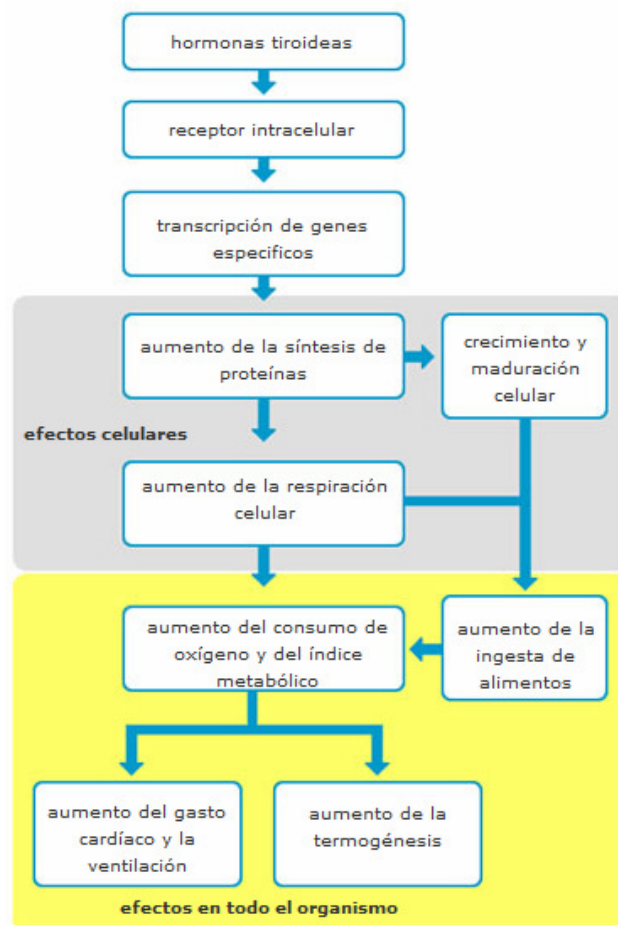 hormonas tiroideas
receptor intracelular
transcripción de genes
especificos
aumento de la síntesis de
proteínas
crecimiento y
maduración
celular
efectos celulares
aumento de la respiración
celular
aumento del consumo de
oxígeno y del índice
metabólico
aumento de la
ingesta de
alimentos
aumento del gasto
cardíaco y la
ventilación
aumento de la
termogénesis
efectos en todo el organismo